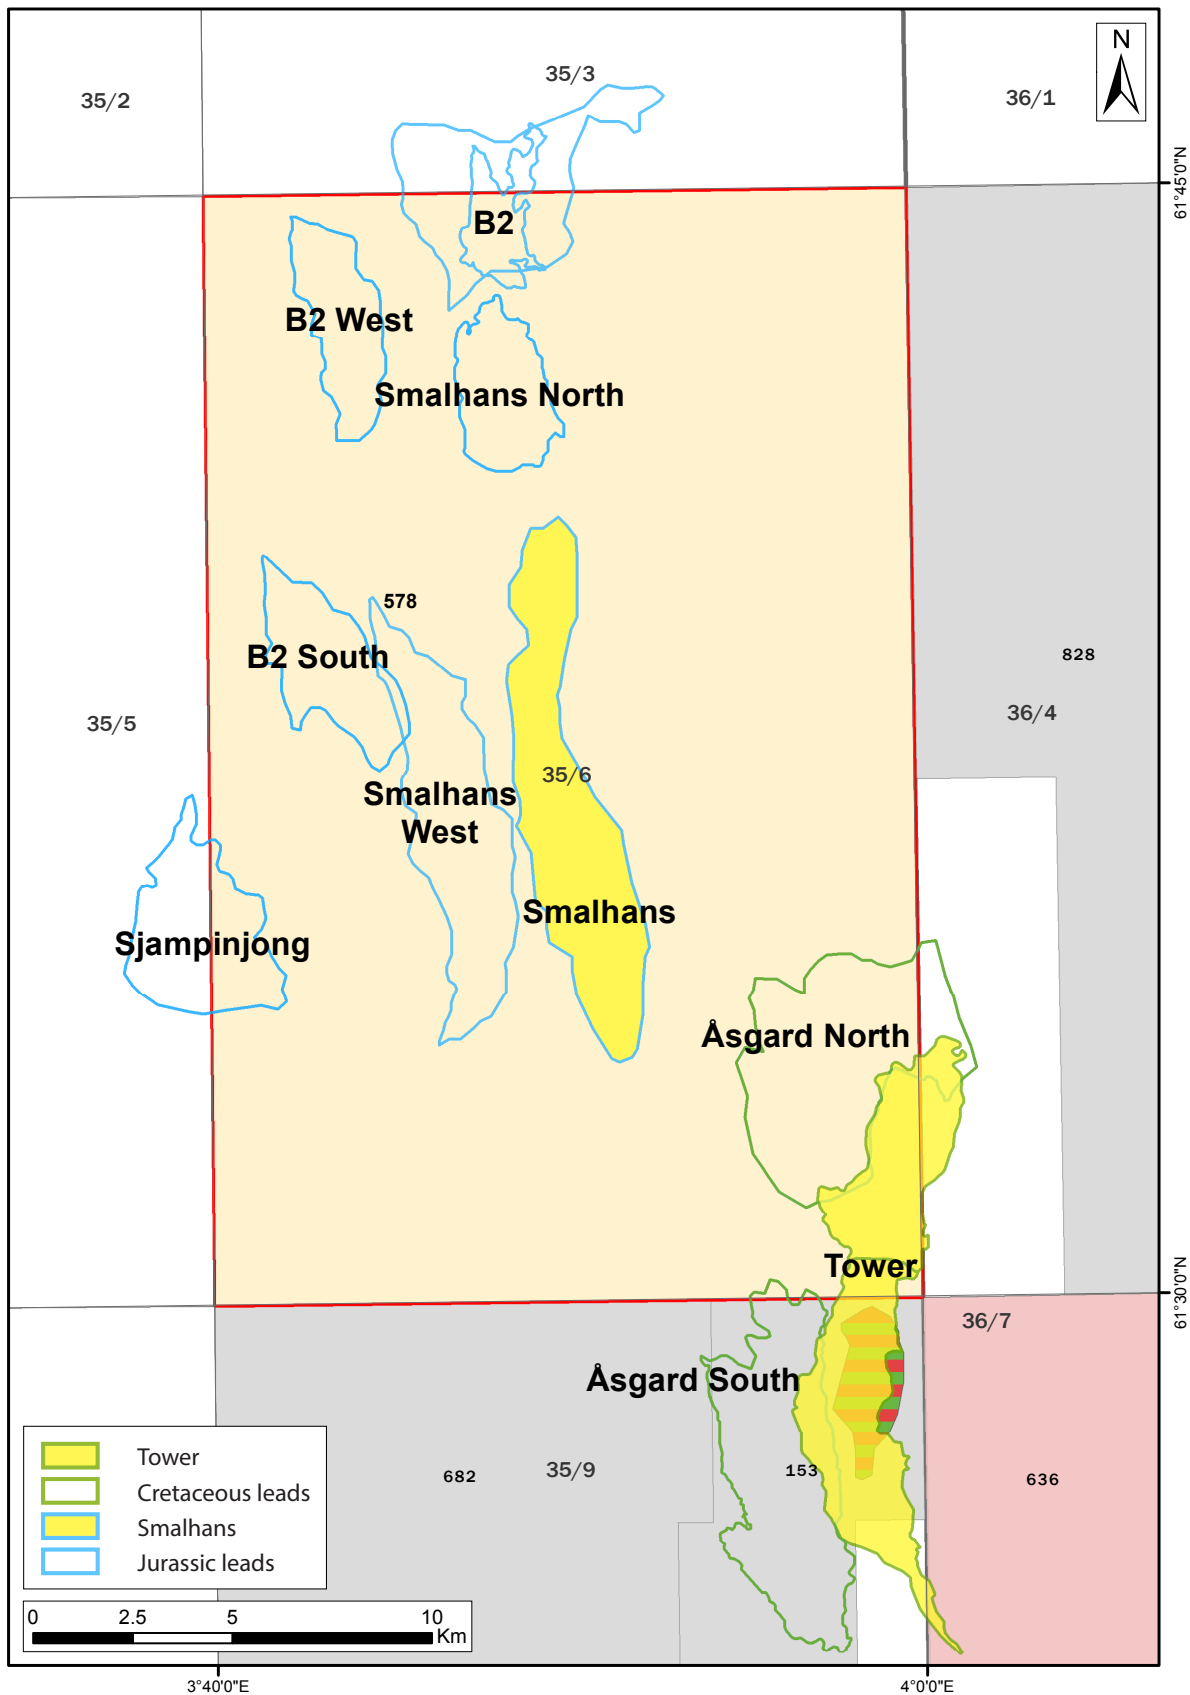 N
35/3
35/2
36/1
61°45'0"N
B2
B2 West
Smalhans North
578
B2 South
828
36/4
35/5
35/6
Smalhans
West
Smalhans
Sjampinjong
Åsgard North
Tower
61°30'0"N
36/7
Åsgard South
682
35/9
153
636
Tower
Cretaceous leads
Smalhans
Jurassic leads
0 2.5 5 10
Km
3°40'0"E
4°0'0"E